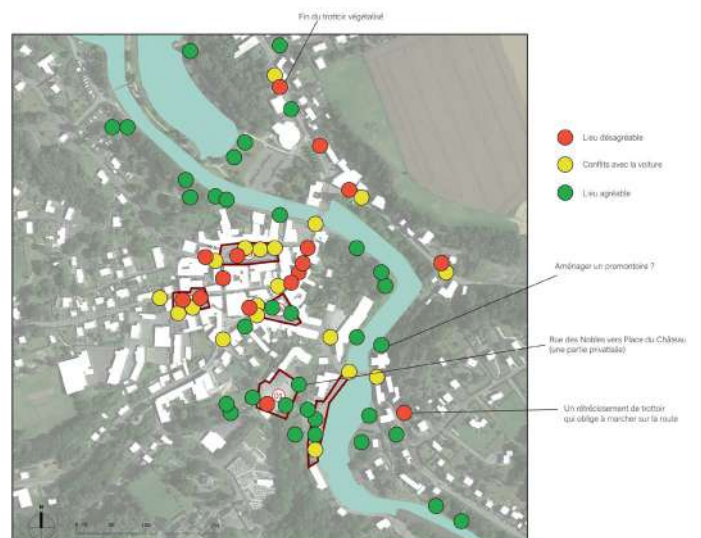 Fin du trottoir végétalisé
Lieu désagréable
Conflits avec la voiture
Lieu agréable
Aménager un promontoire ?
Rue des Nobles vers Place du Château
(une partie privatisée)
Un rétrécissement de trottoir
qui oblige à marcher sur la route
N